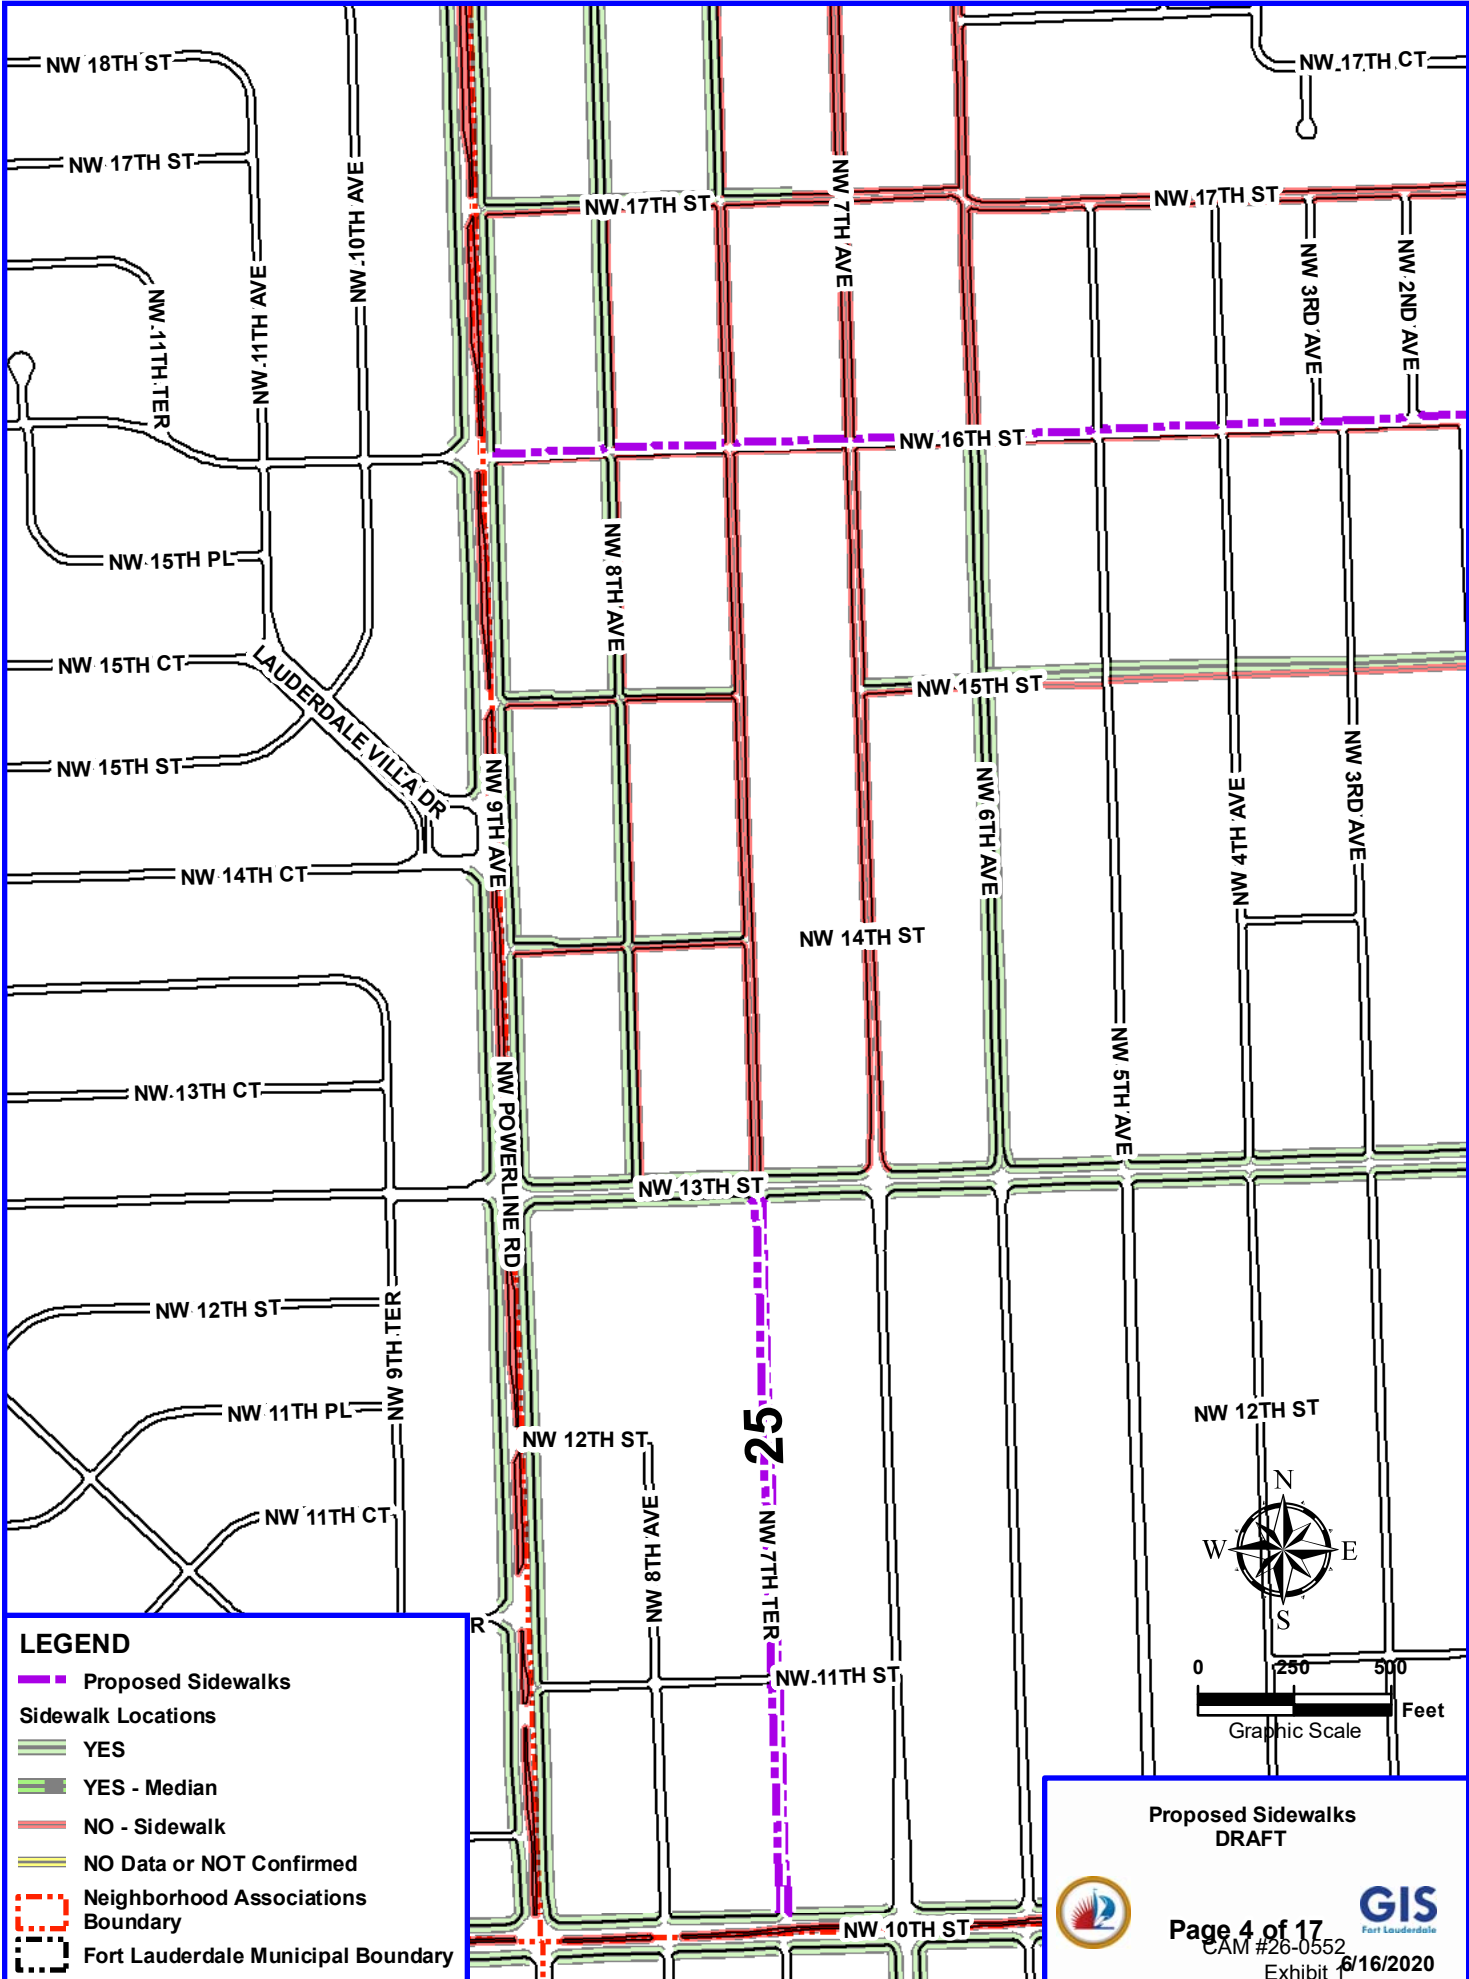 NW 18TH ST
NW 17TH CT
NW 17TH ST
NW 10TH AVE
NW 7TH AVE
NW 17TH ST
NW 17TH ST
NW 11TH AVE
NW 11TH TER
NW 3RD AVE
NW 2ND AVE
NW 16TH ST
NW 15TH PL
NW 8TH AVE
NW 15TH CT
LAUDERDALE VILLA DR
NW 15TH ST
NW 15TH ST
NW 9TH AVE
NW 6TH AVE
NW 4TH AVE
NW 3RD AVE
NW 14TH CT
NW 14TH ST
NW 13TH CT
NW POWERLINE RD
NW 5TH AVE
NW 13TH ST
NW 12TH ST
NW 9TH TER
NW 11TH PL
NW 12TH ST
25
NW 12TH ST
NW 11TH CT
NW 8TH AVE
NW 7TH TER
N
W
E
S
R
NW 11TH ST
0 250 500
Feet
Graphic Scale
NW 10TH ST
LEGEND
Proposed Sidewalks
Sidewalk Locations
YES
YES - Median
NO - Sidewalk
NO Data or NOT Confirmed
Neighborhood Associations
Boundary
Fort Lauderdale Municipal Boundary
Proposed Sidewalks
DRAFT
GIS
Fort Lauderdale
Page 4 of 17
CAM #26-0552
6/16/2020
Exhibit 1